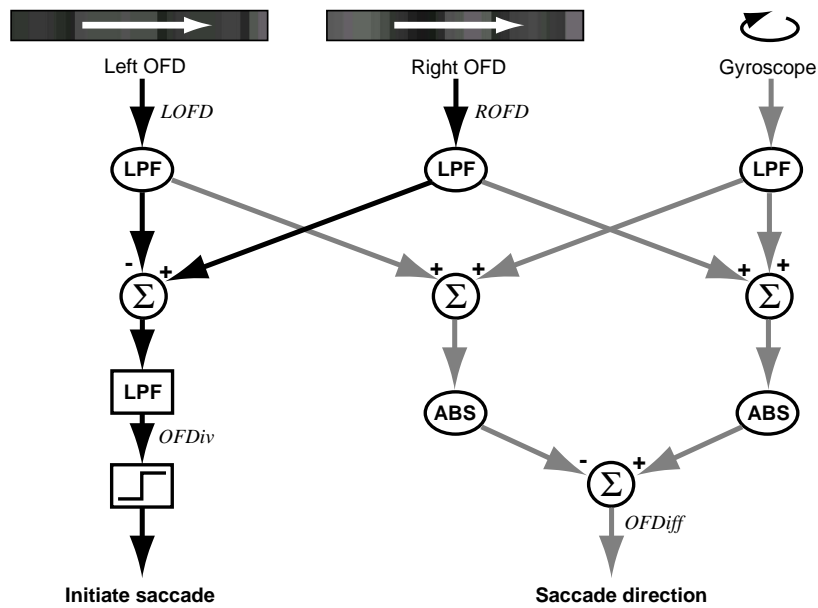 Left OFD
Right OFD
Gyroscope
LOFD
ROFD
LPF
LPF
LPF
-
+
+
+
+
+
Σ
Σ
Σ
LPF
ABS
ABS
OFDiv
-
+
Σ
OFDiff
Initiate saccade
Saccade direction